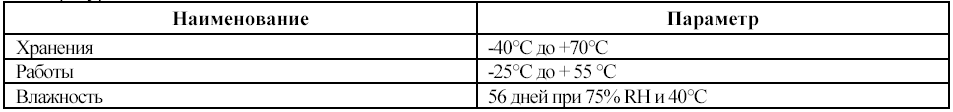 Наименование Параметр
Хранения -40°C до +70°C
Работы -25°C до + 55 °C
Влажность 56 дней при 75% RH и 40°C